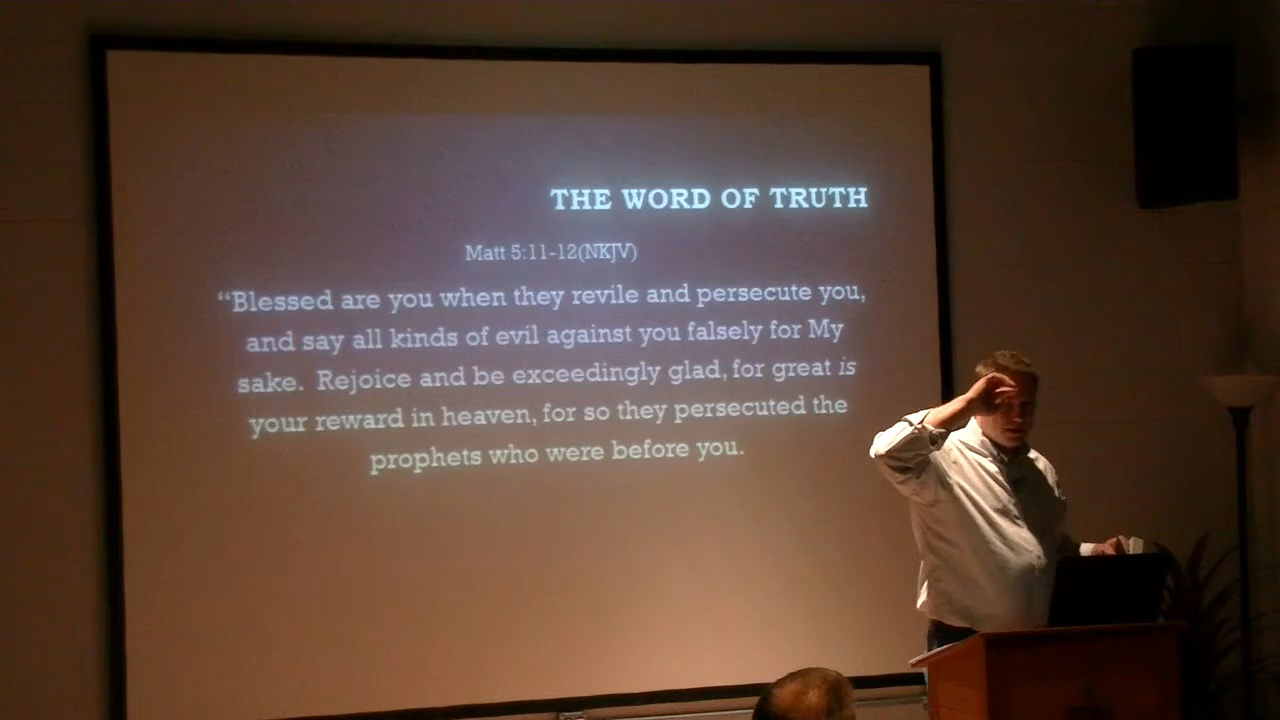 THE WORD OF TRUTH
Matt 5:11-12(NKJV)
“Blessed are you when they revile and persecute you,
and say all kinds of evil against you falsely for My
sake.  Rejoice and be exceedingly glad, for great is
your reward in heaven, for so they persecuted the
prophets who were before you.